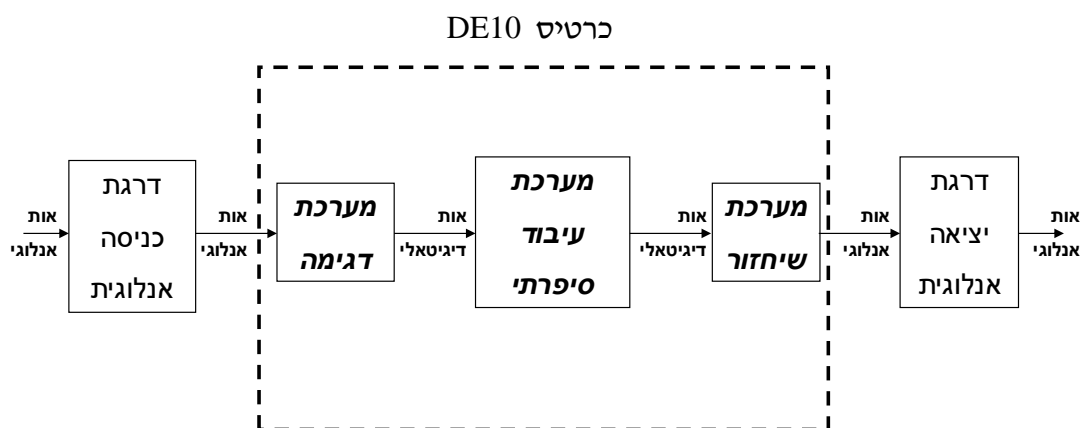 כרטיס DE10
אות
אנלוגי
דרגת
כניסה
אנלוגית
אות
אנלוגי
מערכת
דגימה
אות
דיגיטאלי
מערכת
עיבוד
סיפרתי
אות
דיגיטאלי
מערכת
שיחזור
אות
אנלוגי
דרגת
יציאה
אנלוגית
אות
אנלוגי